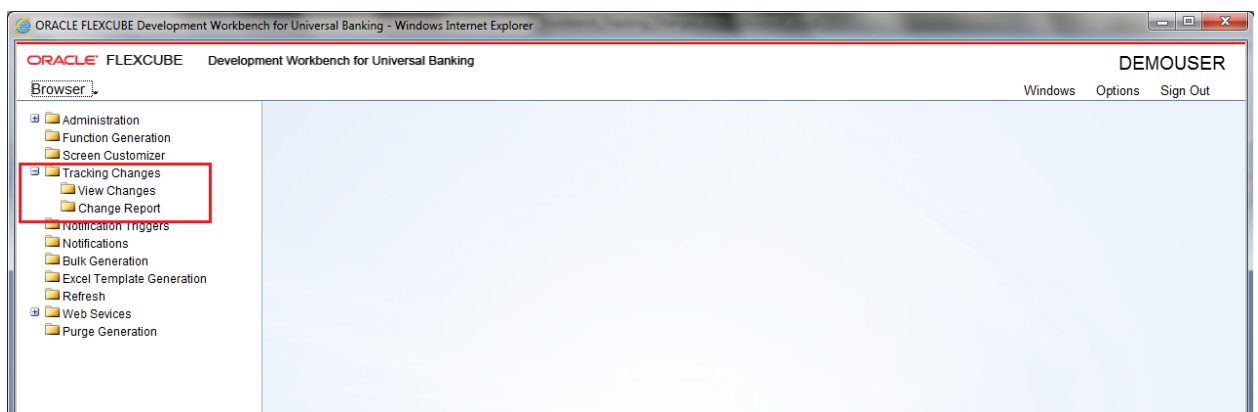 ORACLE FLEXCUBE Development Workbench for Universal Banking - Windows Internet Explorer
ORACLE FLEXCUBE Development Workbench for Universal Banking
DEMOUSER
Browser
Windows Options Sign Out
Administration
Function Generation
Screen Customizer
Tracking Changes
View Changes
Change Report
Notification Triggers
Notifications
Bulk Generation
Excel Template Generation
Refresh
Web Sevices
Purge Generation